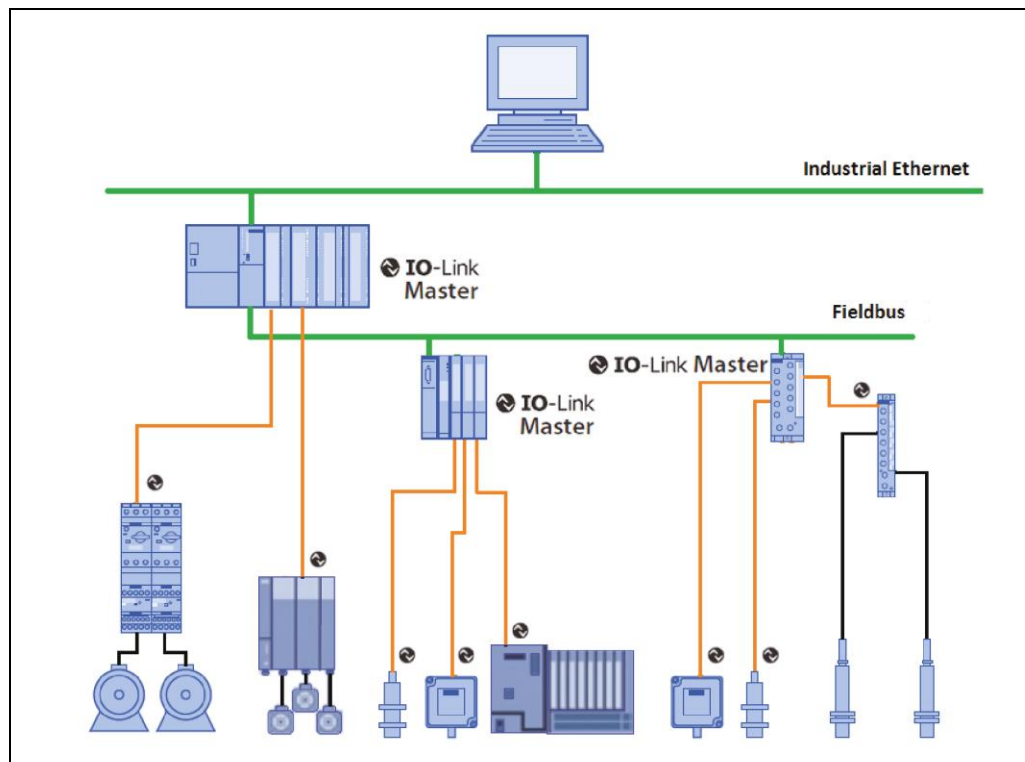 Industrial Ethernet
IO-Link
Master
Fieldbus
IO-Link Master
IO-Link
Master